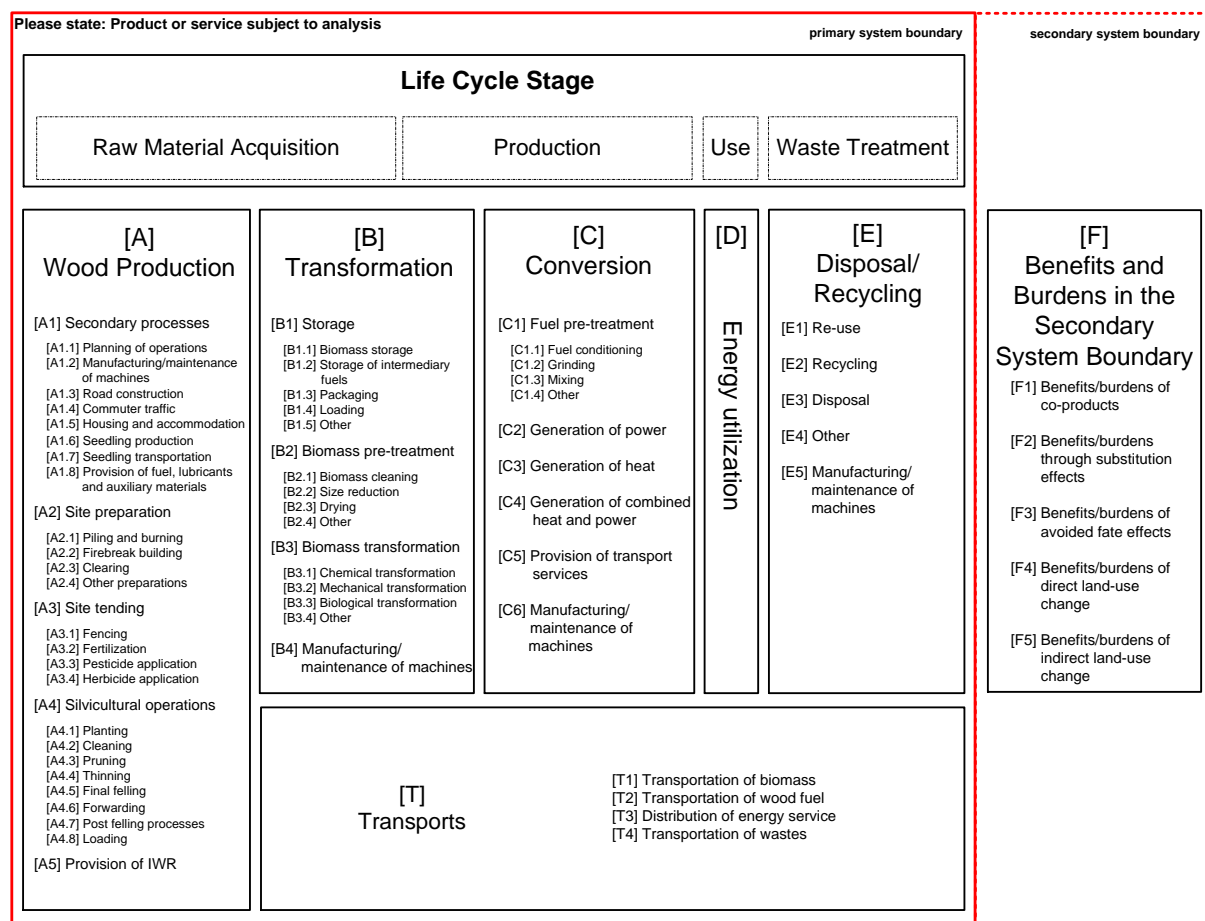 Please state: Product or service subject to analysis
primary system boundary
secondary system boundary
Life Cycle Stage
Raw Material Acquisition
Production
Use
Waste Treatment
[A]
Wood Production
[A1] Secondary processes
[A1.1] Planning of operations
[A1.2] Manufacturing/maintenance
of machines
[A1.3] Road construction
[A1.4] Commuter traffic
[A1.5] Housing and accommodation
[A1.6] Seedling production
[A1.7] Seedling transportation
[A1.8] Provision of fuel, lubricants
and auxiliary materials
[A2] Site preparation
[A2.1] Piling and burning
[A2.2] Firebreak building
[A2.3] Clearing
[A2.4] Other preparations
[A3] Site tending
[A3.1] Fencing
[A3.2] Fertilization
[A3.3] Pesticide application
[A3.4] Herbicide application
[A4] Silvicultural operations
[A4.1] Planting
[A4.2] Cleaning
[A4.3] Pruning
[A4.4] Thinning
[A4.5] Final felling
[A4.6] Forwarding
[A4.7] Post felling processes
[A4.8] Loading
[A5] Provision of IWR
[B]
Transformation
[B1] Storage
[B1.1] Biomass storage
[B1.2] Storage of intermediary
fuels
[B1.3] Packaging
[B1.4] Loading
[B1.5] Other
[B2] Biomass pre-treatment
[B2.1] Biomass cleaning
[B2.2] Size reduction
[B2.3] Drying
[B2.4] Other
[B3] Biomass transformation
[B3.1] Chemical transformation
[B3.2] Mechanical transformation
[B3.3] Biological transformation
[B3.4] Other
[B4] Manufacturing/
maintenance of machines
[C]
Conversion
[C1] Fuel pre-treatment
[C1.1] Fuel conditioning
[C1.2] Grinding
[C1.3] Mixing
[C1.4] Other
[C2] Generation of power
[C3] Generation of heat
[C4] Generation of combined
heat and power
[C5] Provision of transport
services
[C6] Manufacturing/
maintenance of
machines
[D]
Energy utilization
[E]
Disposal/
Recycling
[E1] Re-use
[E2] Recycling
[E3] Disposal
[E4] Other
[E5] Manufacturing/
maintenance of
machines
[F]
Benefits and
Burdens in the
Secondary
System Boundary
[F1] Benefits/burdens of
co-products
[F2] Benefits/burdens
through substitution
effects
[F3] Benefits/burdens of
avoided fate effects
[F4] Benefits/burdens of
direct land-use
change
[F5] Benefits/burdens of
indirect land-use
change
[T]
Transports
[T1] Transportation of biomass
[T2] Transportation of wood fuel
[T3] Distribution of energy service
[T4] Transportation of wastes